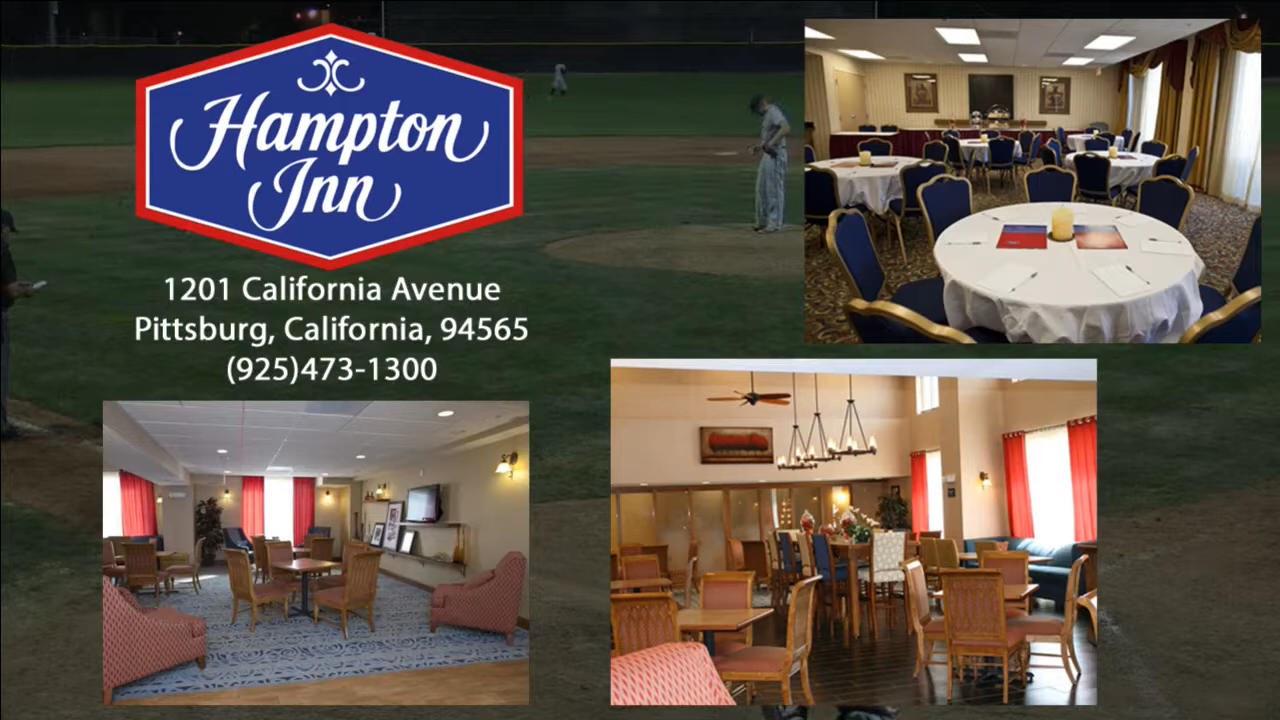 Hampton
Inn
1201 California Avenue
Pittsburg, California, 94565
(925)473-1300